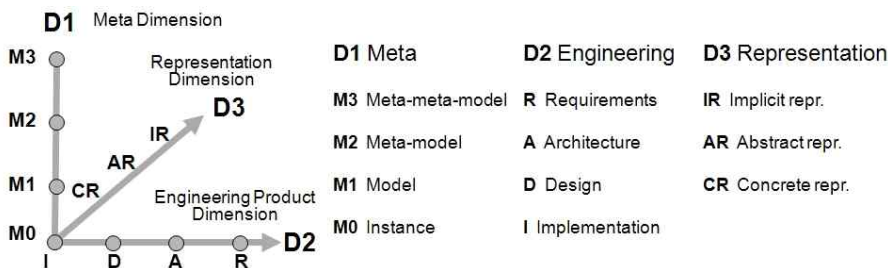 D1 Meta Dimension
M3
M2
M1
M0
Representation
Dimension
D3
IR
AR
CR
Engineering Product
Dimension
D2
I D A R
D1 Meta
M3 Meta-meta-model
M2 Meta-model
M1 Model
M0 Instance
D2 Engineering
R Requirements
A Architecture
D Design
I Implementation
D3 Representation
IR Implicit repr.
AR Abstract repr.
CR Concrete repr.